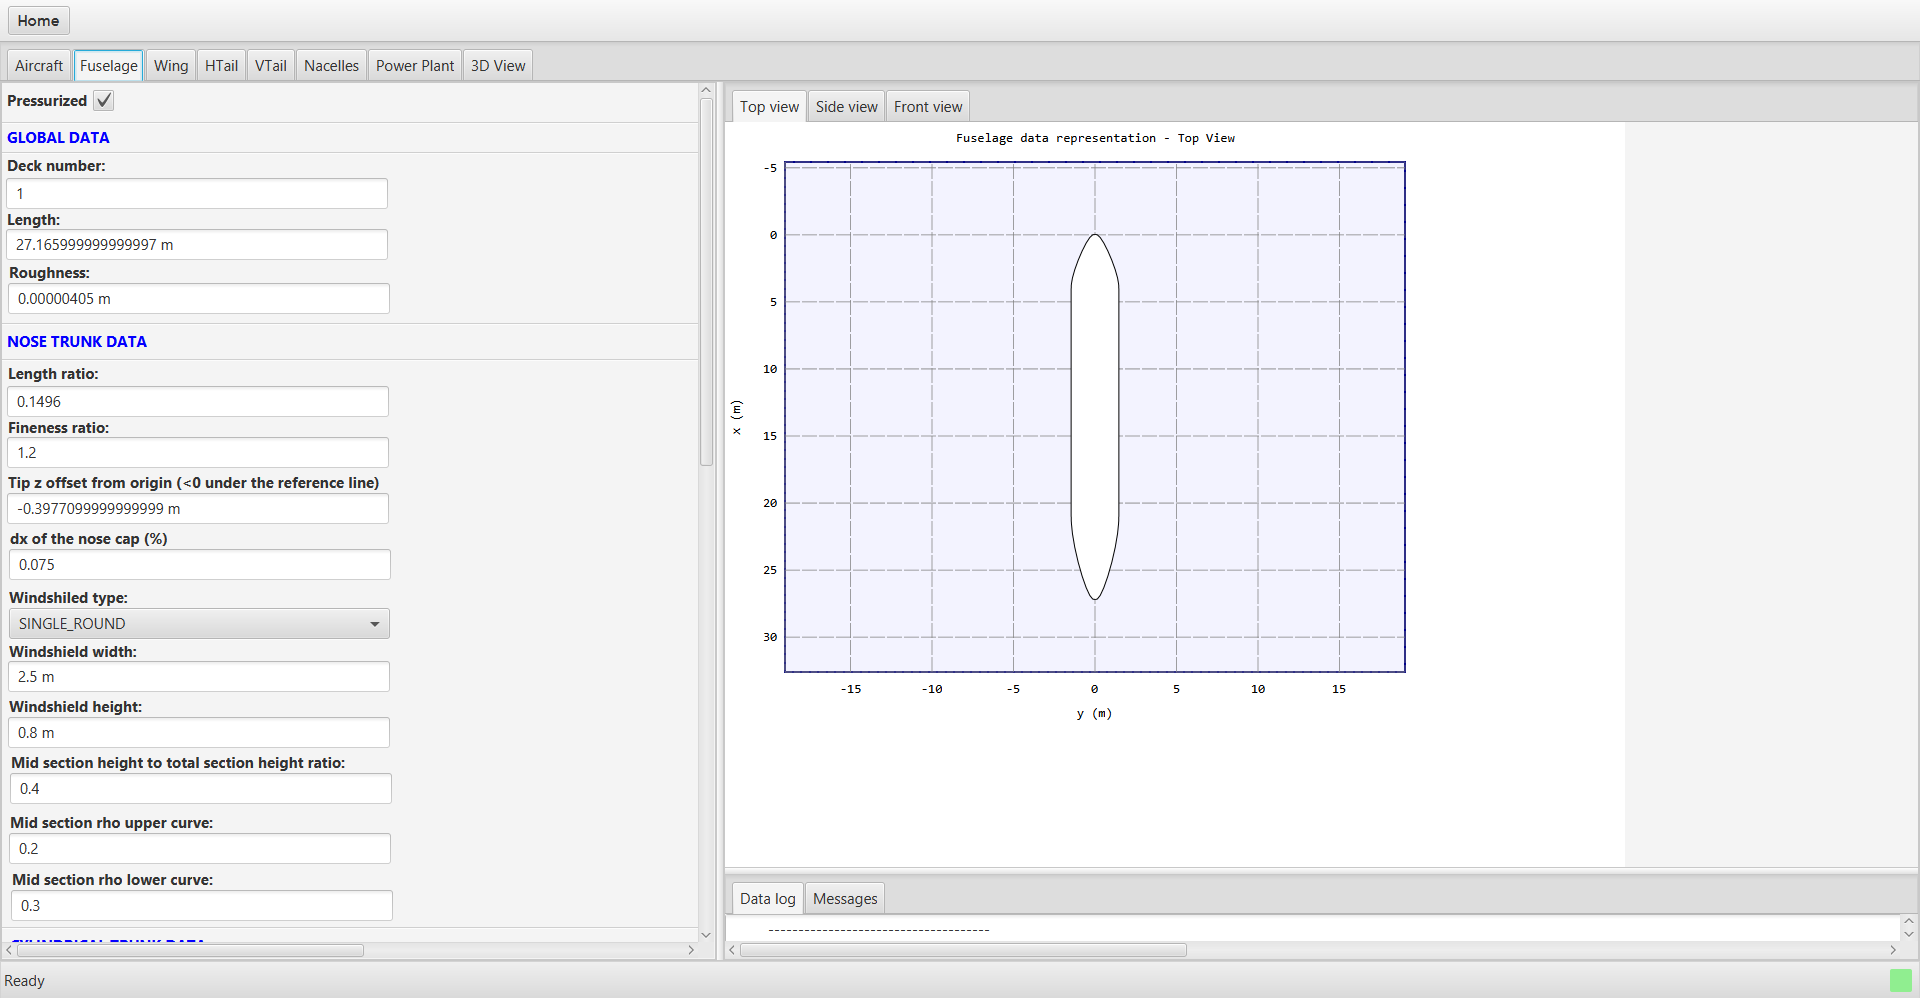 Home
Aircraft Fuselage Wing HTail VTail Nacelles Power Plant 3D View
Pressurized
GLOBAL DATA
Deck number:
1
Length:
27.165999999999997 m
Roughness:
0.00000405 m
NOSE TRUNK DATA
Length ratio:
0.1496
Fineness ratio:
1.2
Tip z offset from origin (<0 under the reference line)
-0.3977099999999999 m
dx of the nose cap (%)
0.075
Windshiled type:
SINGLE_ROUND
Windshield width:
2.5 m
Windshield height:
0.8 m
Mid section height to total section height ratio:
0.4
Mid section rho upper curve:
0.2
Mid section rho lower curve:
0.3
CYLINDRICAL TRUNK DATA
Top view Side view Front view
Fuselage data representation - Top View
-5
0
5
10
15
20
25
30
x (m)
-15 -10 -5 0 5 10 15
y (m)
Data log Messages
-------------------------------------
Ready